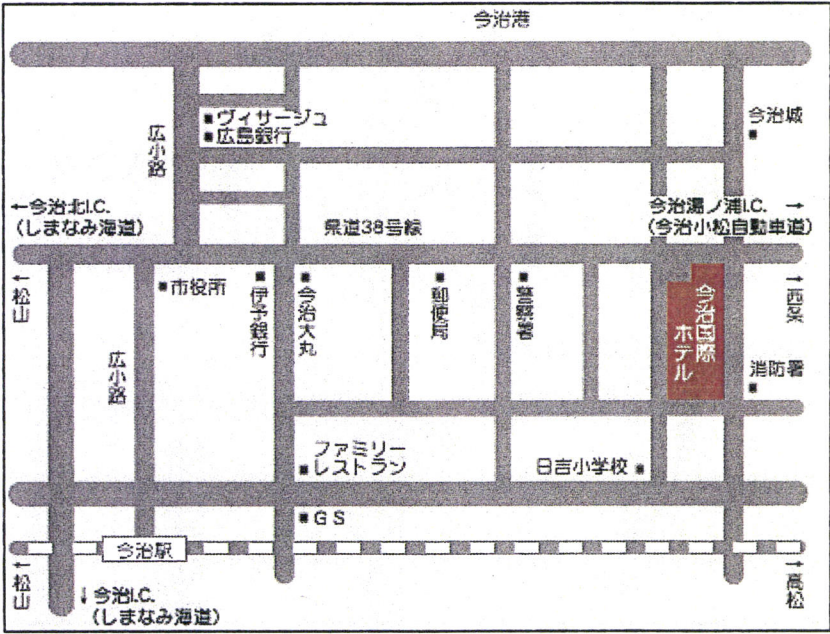 今治港
■ヴィサージュ
■広島銀行
今治城
■
広小路
←今治北I.C.
(しまなみ海道)
県道38号線
今治湯ノ浦I.C. →
(今治小松自動車道)
←松山
■市役所
■伊予銀行
■今治大丸
■郵便局
■警察署
今治国際
ホテル
→西条
広小路
消防署
■
ファミリー
■レストラン
日吉小学校■
■GS
今治駅
←松山
↓今治I.C.
(しまなみ海道)
→高松